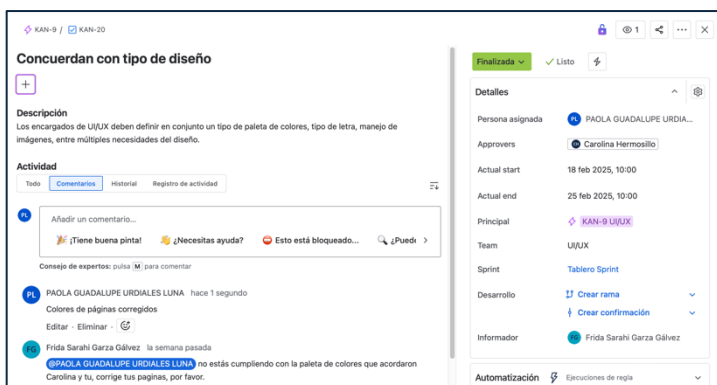 KAN-9 / KAN-20
1
Concuerdan con tipo de diseño
Descripción
Los encargados de UI/UX deben definir en conjunto un tipo de paleta de colores, tipo de letra, manejo de
imágenes, entre múltiples necesidades del diseño.
Actividad
Todo Comentarios Historial Registro de actividad
PL
Añadir un comentario...
¡Tiene buena pinta! ¿Necesitas ayuda? Esto está bloqueado... ¿Puede
Consejo de expertos: pulsa M para comentar
PL PAOLA GUADALUPE URDIALES LUNA hace 1 segundo
Colores de páginas corregidos
Editar · Eliminar ·
FG Frida Sarahi Garza Gálvez la semana pasada
@PAOLA GUADALUPE URDIALES LUNA no estás cumpliendo con la paleta de colores que acordaron
Carolina y tu, corrige tus paginas, por favor.
Finalizada Listo
Detalles
Persona asignada PL PAOLA GUADALUPE URDIA...
Approvers CH Carolina Hermosillo
Actual start 18 feb 2025, 10:00
Actual end 25 feb 2025, 10:00
Principal KAN-9 UI/UX
Team UI/UX
Sprint Tablero Sprint
Desarrollo Crear rama
Crear confirmación
Informador FG Frida Sarahi Garza Gálvez
Automatización Ejecuciones de regla